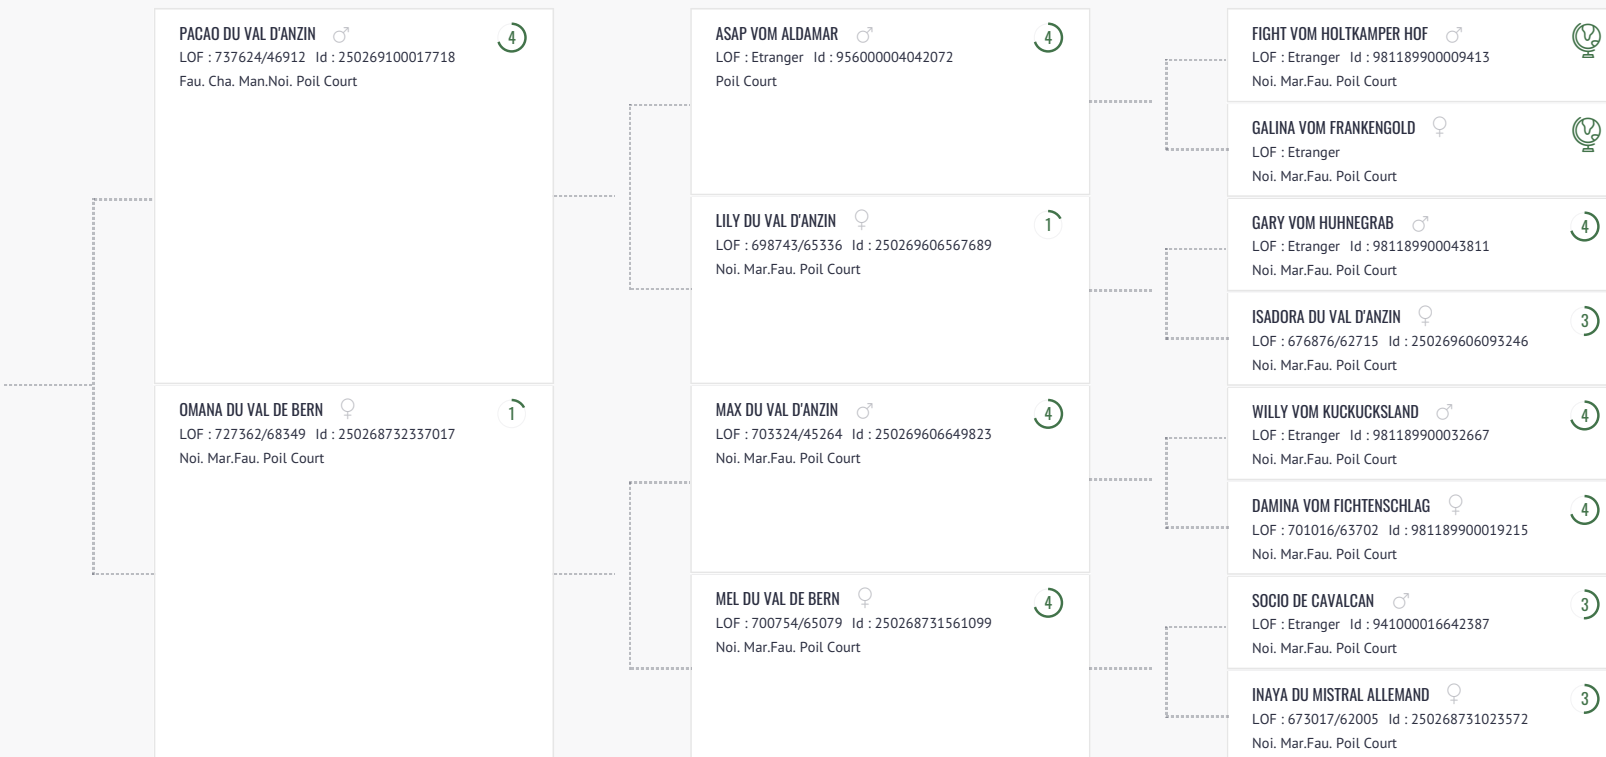 PACAO DU VAL D'ANZIN
4
LOF : 737624/46912 Id : 250269100017718
Fau. Cha. Man.Noi. Poil Court
OMANA DU VAL DE BERN
1
LOF : 727362/68349 Id : 250268732337017
Noi. Mar.Fau. Poil Court
ASAP VOM ALDAMAR
4
LOF : Etranger Id : 956000004042072
Poil Court
LILY DU VAL D'ANZIN
1
LOF : 698743/65336 Id : 250269606567689
Noi. Mar.Fau. Poil Court
MAX DU VAL D'ANZIN
4
LOF : 703324/45264 Id : 250269606649823
Noi. Mar.Fau. Poil Court
MEL DU VAL DE BERN
4
LOF : 700754/65079 Id : 250268731561099
Noi. Mar.Fau. Poil Court
FIGHT VOM HOLTKAMPER HOF
LOF : Etranger Id : 981189900009413
Noi. Mar.Fau. Poil Court
GALINA VOM FRANKENGOLD
LOF : Etranger
Noi. Mar.Fau. Poil Court
GARY VOM HUHNEGRAB
4
LOF : Etranger Id : 981189900043811
Noi. Mar.Fau. Poil Court
ISADORA DU VAL D'ANZIN
3
LOF : 676876/62715 Id : 250269606093246
Noi. Mar.Fau. Poil Court
WILLY VOM KUCKUCKSLAND
4
LOF : Etranger Id : 981189900032667
Noi. Mar.Fau. Poil Court
DAMINA VOM FICHTENSCHLAG
4
LOF : 701016/63702 Id : 981189900019215
Noi. Mar.Fau. Poil Court
SOCIO DE CAVALCAN
3
LOF : Etranger Id : 941000016642387
Noi. Mar.Fau. Poil Court
INAYA DU MISTRAL ALLEMAND
3
LOF : 673017/62005 Id : 250268731023572
Noi. Mar.Fau. Poil Court